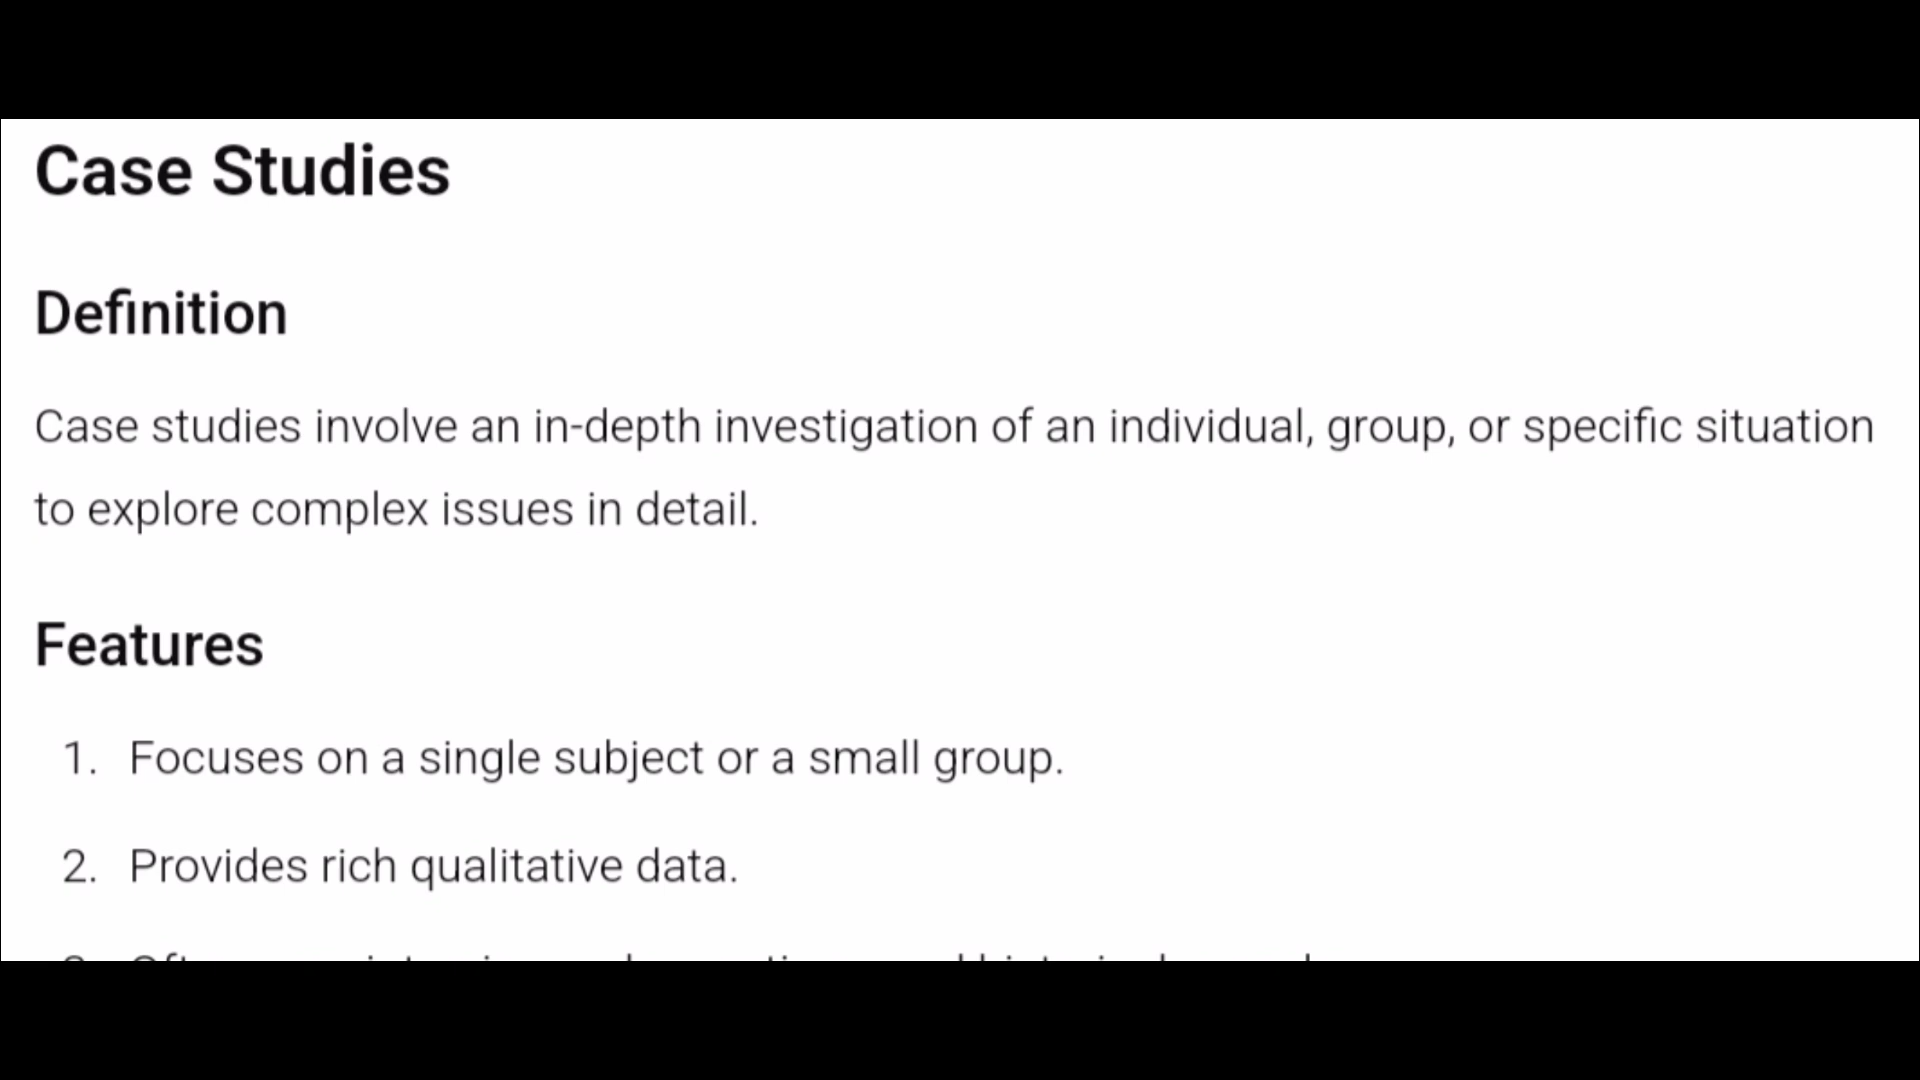 Case Studies
Definition
Case studies involve an in-depth investigation of an individual, group, or specific situation
to explore complex issues in detail.
Features
1. Focuses on a single subject or a small group.
2. Provides rich qualitative data.